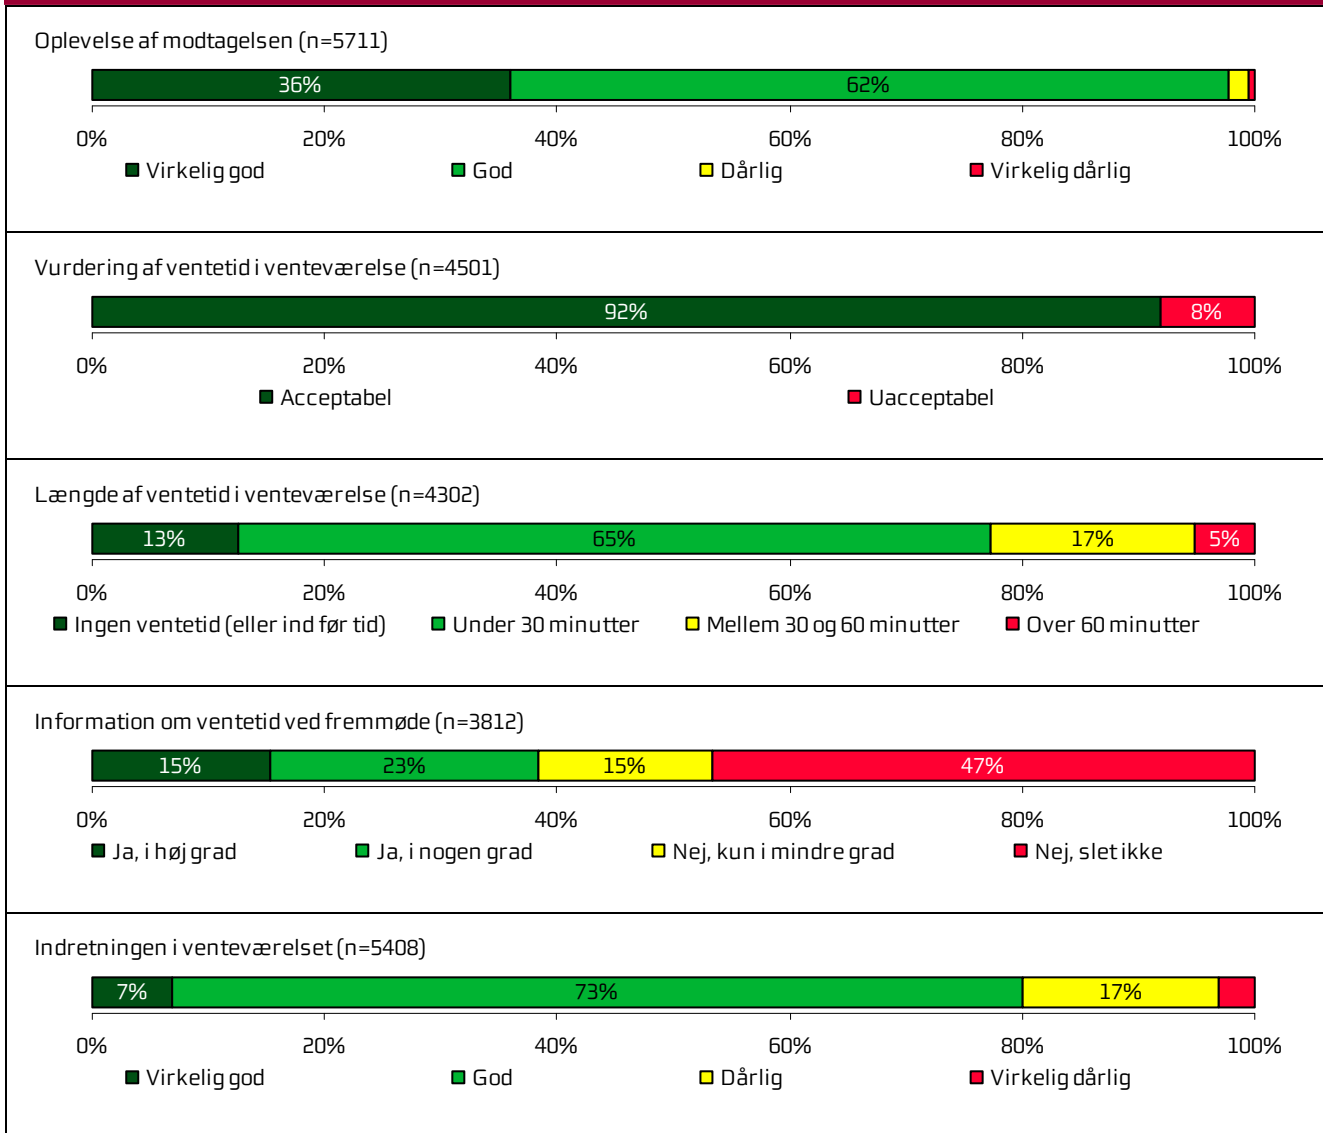 Oplevelse af modtagelsen (n=5711)
36% 62%
0% 20% 40% 60% 80% 100%
Virkelig god God Dårlig Virkelig dårlig
Vurdering af ventetid i venteværelse (n=4501)
92% 8%
0% 20% 40% 60% 80% 100%
Acceptabel Uacceptabel
Længde af ventetid i venteværelse (n=4302)
13% 65% 17% 5%
0% 20% 40% 60% 80% 100%
Ingen ventetid (eller ind før tid) Under 30 minutter Mellem 30 og 60 minutter Over 60 minutter
Information om ventetid ved fremmøde (n=3812)
15% 23% 15% 47%
0% 20% 40% 60% 80% 100%
Ja, i høj grad Ja, i nogen grad Nej, kun i mindre grad Nej, slet ikke
Indretningen i venteværelset (n=5408)
7% 73% 17%
0% 20% 40% 60% 80% 100%
Virkelig god God Dårlig Virkelig dårlig